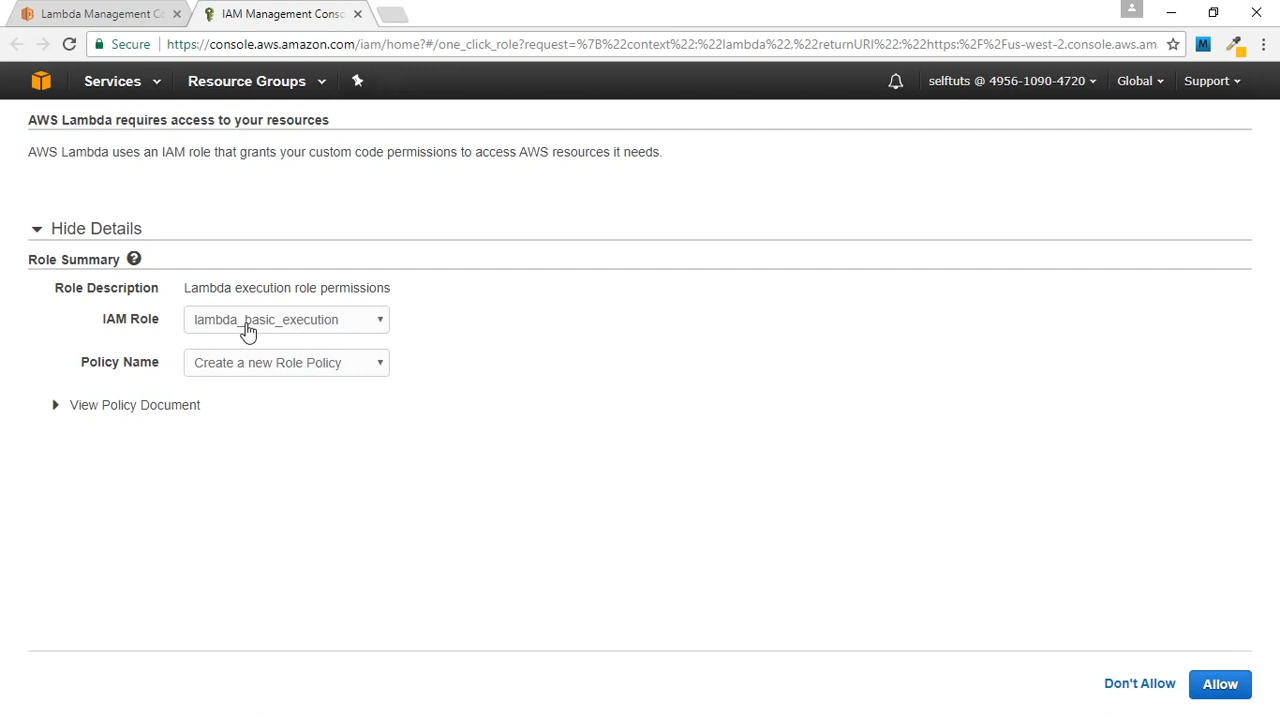 Lambda Management Co
IAM Management Consc
Secure
https://console.aws.amazon.com/iam/home?#/one_click_role?request=%7B%22context%22:%22lambda%22,%22returnURI%22:%22https:%2F%2Fus-west-2.console.aws.am
M
Services
Resource Groups
selftuts @ 4956-1090-4720
Global
Support
AWS Lambda requires access to your resources
AWS Lambda uses an IAM role that grants your custom code permissions to access AWS resources it needs.
Hide Details
Role Summary ?
Role Description Lambda execution role permissions
IAM Role lambda_basic_execution
Policy Name Create a new Role Policy
View Policy Document
Don't Allow
Allow